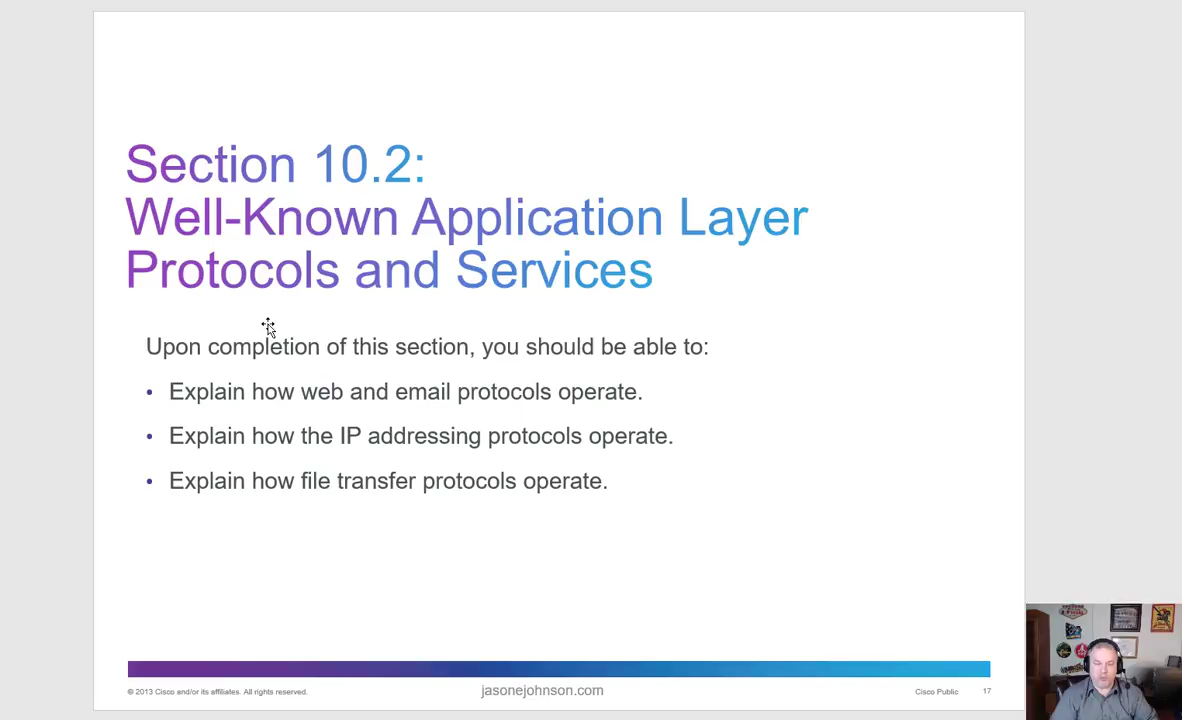 Section 10.2:
Well-Known Application Layer
Protocols and Services
Upon completion of this section, you should be able to:
• Explain how web and email protocols operate.
• Explain how the IP addressing protocols operate.
• Explain how file transfer protocols operate.
© 2013 Cisco and/or its affiliates. All rights reserved.
jasonejohnson.com
Cisco Public
17